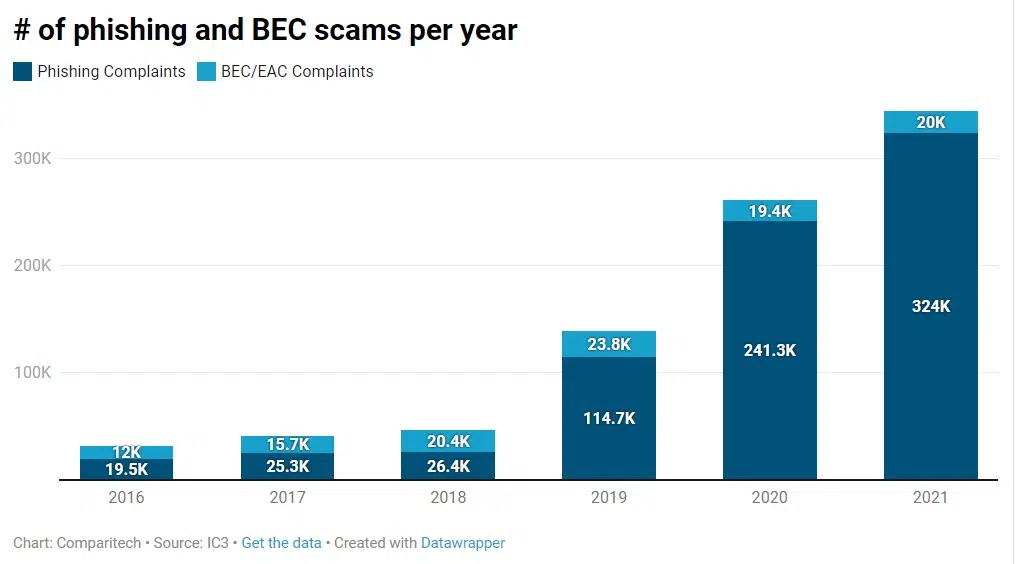 # of phishing and BEC scams per year
Phishing Complaints BEC/EAC Complaints
300K
200K
100K
12K
19.5K
15.7K
25.3K
20.4K
26.4K
23.8K
114.7K
19.4K
241.3K
20K
324K
2016 2017 2018 2019 2020 2021
Chart: Comparitech • Source: IC3 • Get the data • Created with Datawrapper